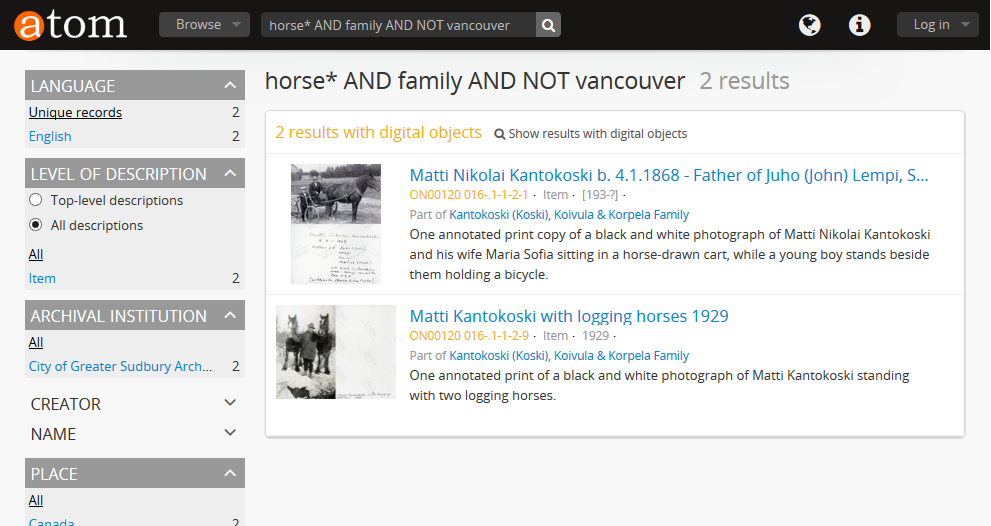 atom
Browse
horse* AND family AND NOT vancouver
Log in
LANGUAGE
Unique records 2
English 2
LEVEL OF DESCRIPTION
Top-level descriptions
All descriptions
All
Item 2
ARCHIVAL INSTITUTION
All
City of Greater Sudbury Arch... 2
CREATOR
NAME
PLACE
All
Canada 2
horse* AND family AND NOT vancouver 2 results
2 results with digital objects Show results with digital objects
Matti Nikolai Kantokoski b. 4.1.1868 - Father of Juho (John) Lempi, S...
ON00120 016-.1-1-2-1 · Item · [193-?] ·
Part of Kantokoski (Koski), Koivula & Korpela Family
One annotated print copy of a black and white photograph of Matti Nikolai Kantokoski
and his wife Maria Sofia sitting in a horse-drawn cart, while a young boy stands beside
them holding a bicycle.
Matti Kantokoski with logging horses 1929
ON00120 016-.1-1-2-9 · Item · 1929 ·
Part of Kantokoski (Koski), Koivula & Korpela Family
One annotated print of a black and white photograph of Matti Kantokoski standing
with two logging horses.